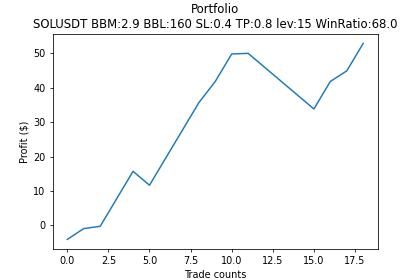 Portfolio
SOLUSDT BBM:2.9 BBL:160 SL:0.4 TP:0.8 lev:15 WinRatio:68.0
Profit ($)
50
40
30
20
10
0
0.0 2.5 5.0 7.5 10.0 12.5 15.0 17.5
Trade counts